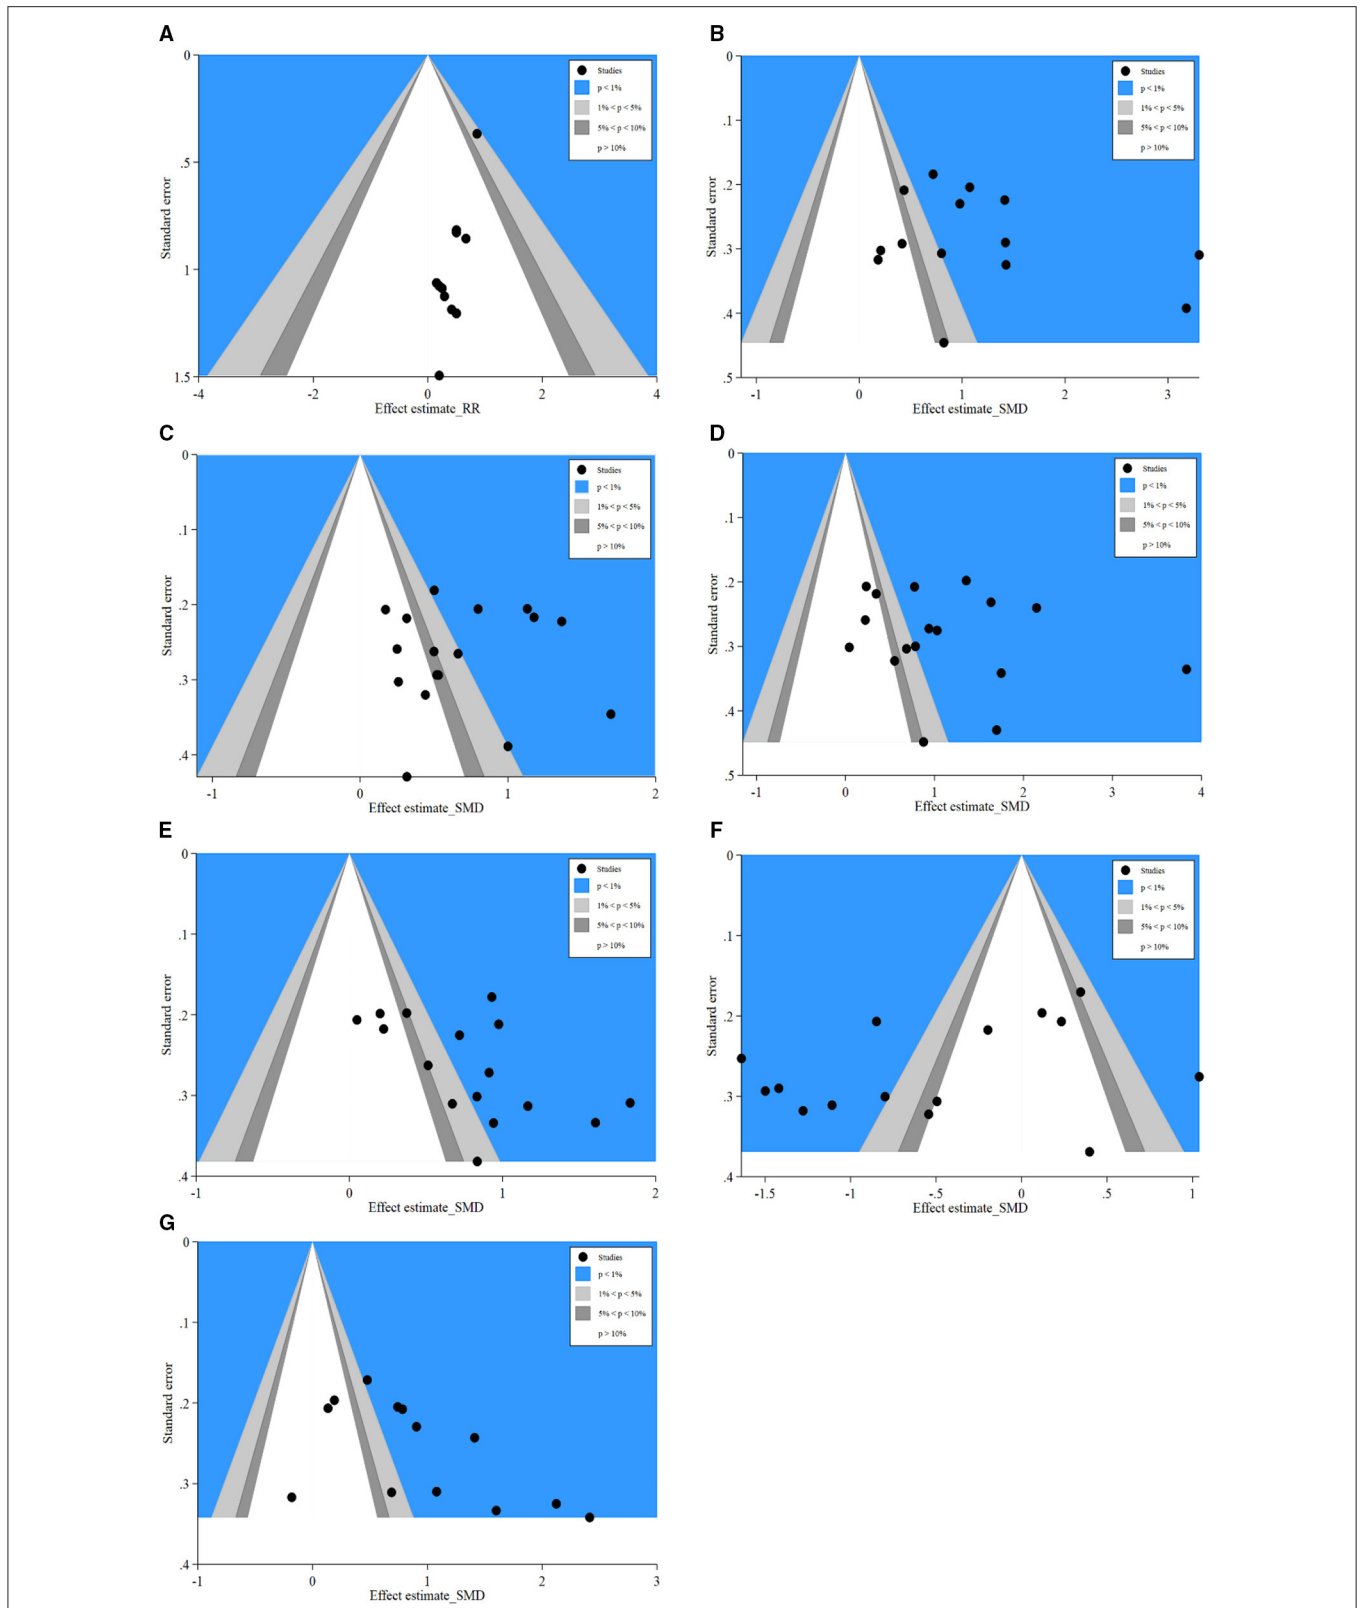 A
0
.5
1
1.5
-4
-2
0
2
4
Standard error
Effect estimate_RR
Studies
p < 1%
1% < p < 5%
5% < p < 10%
p > 10%
B
0
.1
.2
.3
.4
.5
-1
0
1
2
3
Standard error
Effect estimate_SMD
Studies
p < 1%
1% < p < 5%
5% < p < 10%
p > 10%
C
0
.1
.2
.3
.4
-1
0
1
2
Standard error
Effect estimate_SMD
Studies
p < 1%
1% < p < 5%
5% < p < 10%
p > 10%
D
0
.1
.2
.3
.4
.5
-1
0
1
2
3
4
Standard error
Effect estimate_SMD
Studies
p < 1%
1% < p < 5%
5% < p < 10%
p > 10%
E
0
.1
.2
.3
.4
-1
0
1
2
Standard error
Effect estimate_SMD
Studies
p < 1%
1% < p < 5%
5% < p < 10%
p > 10%
F
0
.1
.2
.3
.4
-1.5
-1
-.5
0
.5
1
Standard error
Effect estimate_SMD
Studies
p < 1%
1% < p < 5%
5% < p < 10%
p > 10%
G
0
.1
.2
.3
.4
-1
0
1
2
3
Standard error
Effect estimate_SMD
Studies
p < 1%
1% < p < 5%
5% < p < 10%
p > 10%